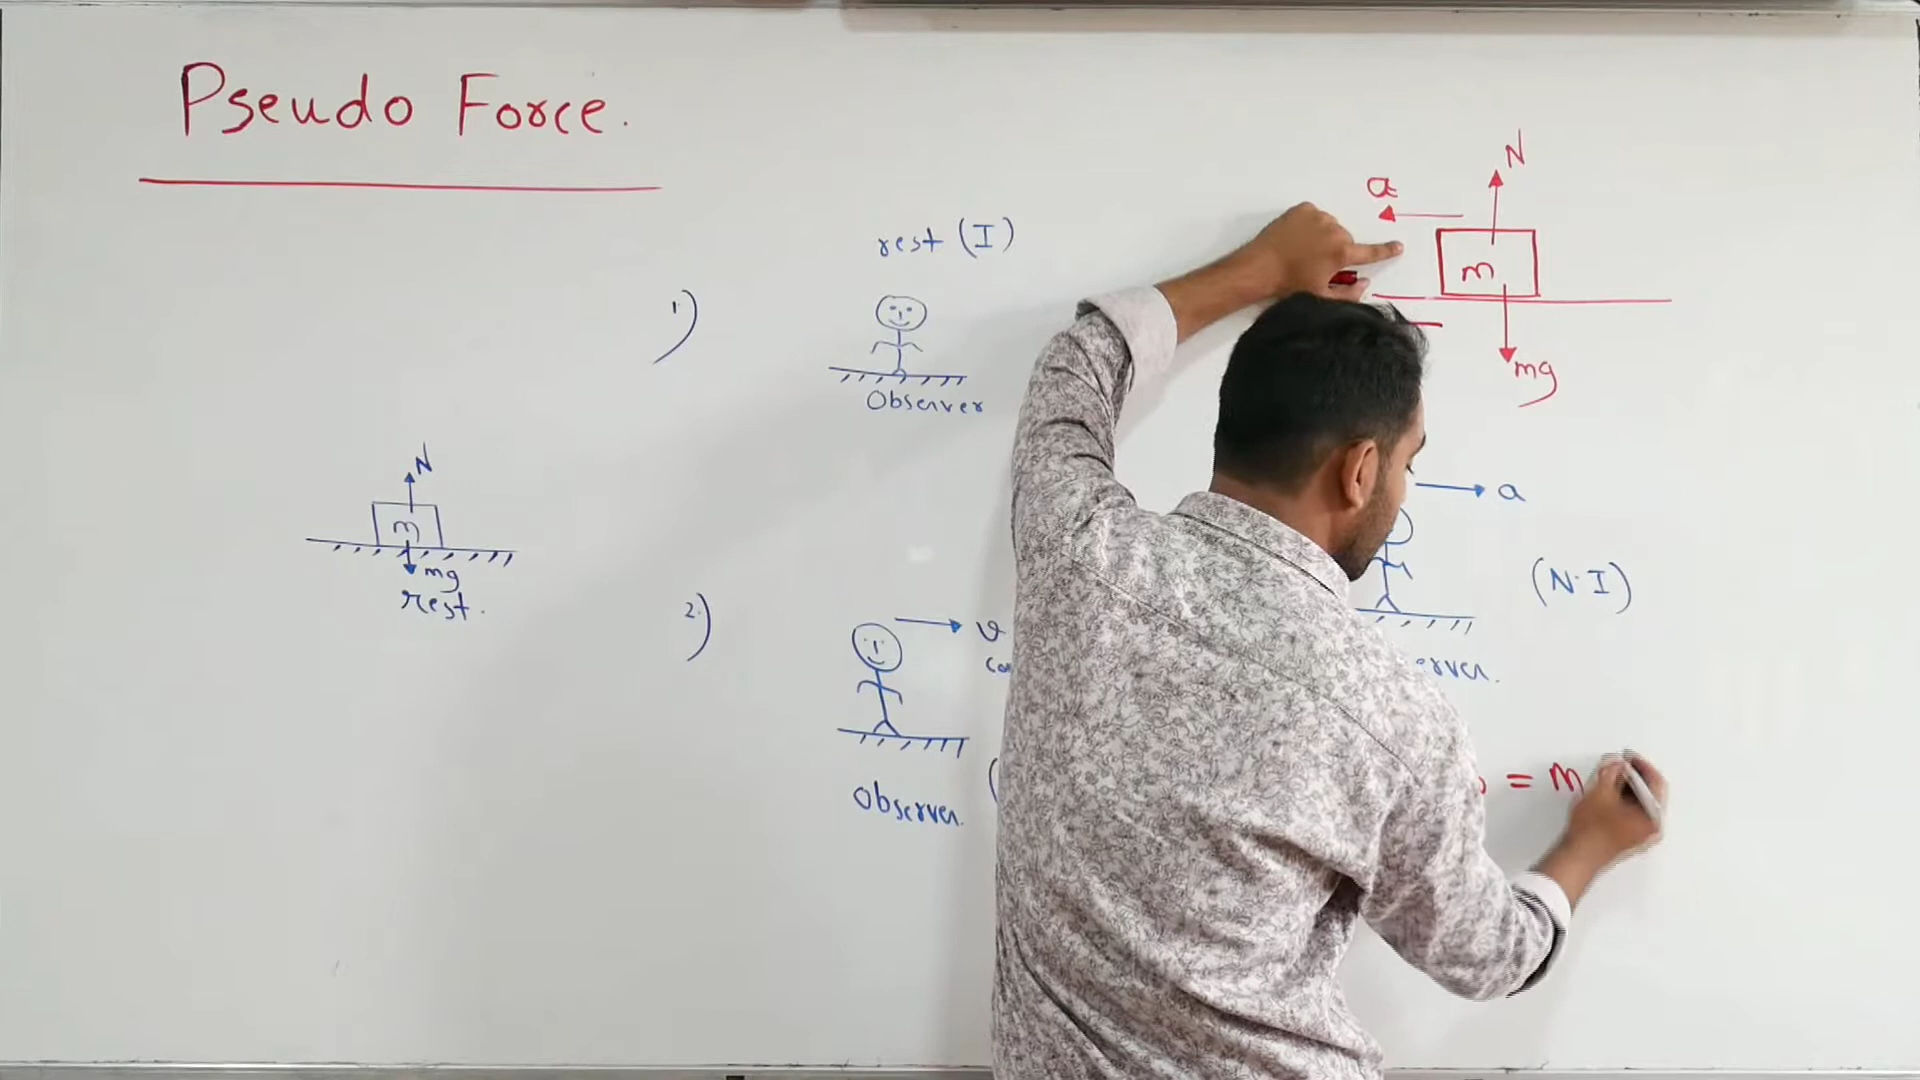 Pseudo Force.
rest (I)
1)
Observer
N
m
mg
rest.
2)
v
Observer.
a
N
m
mg
a
(N·I)
= m